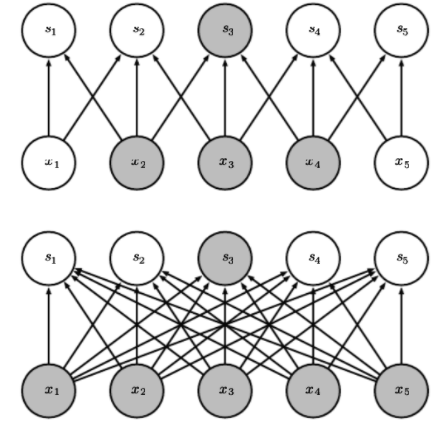 s₁ s₂ s₃ s₄ s₅
x₁ x₂ x₃ x₄ x₅
s₁ s₂ s₃ s₄ s₅
x₁ x₂ x₃ x₄ x₅